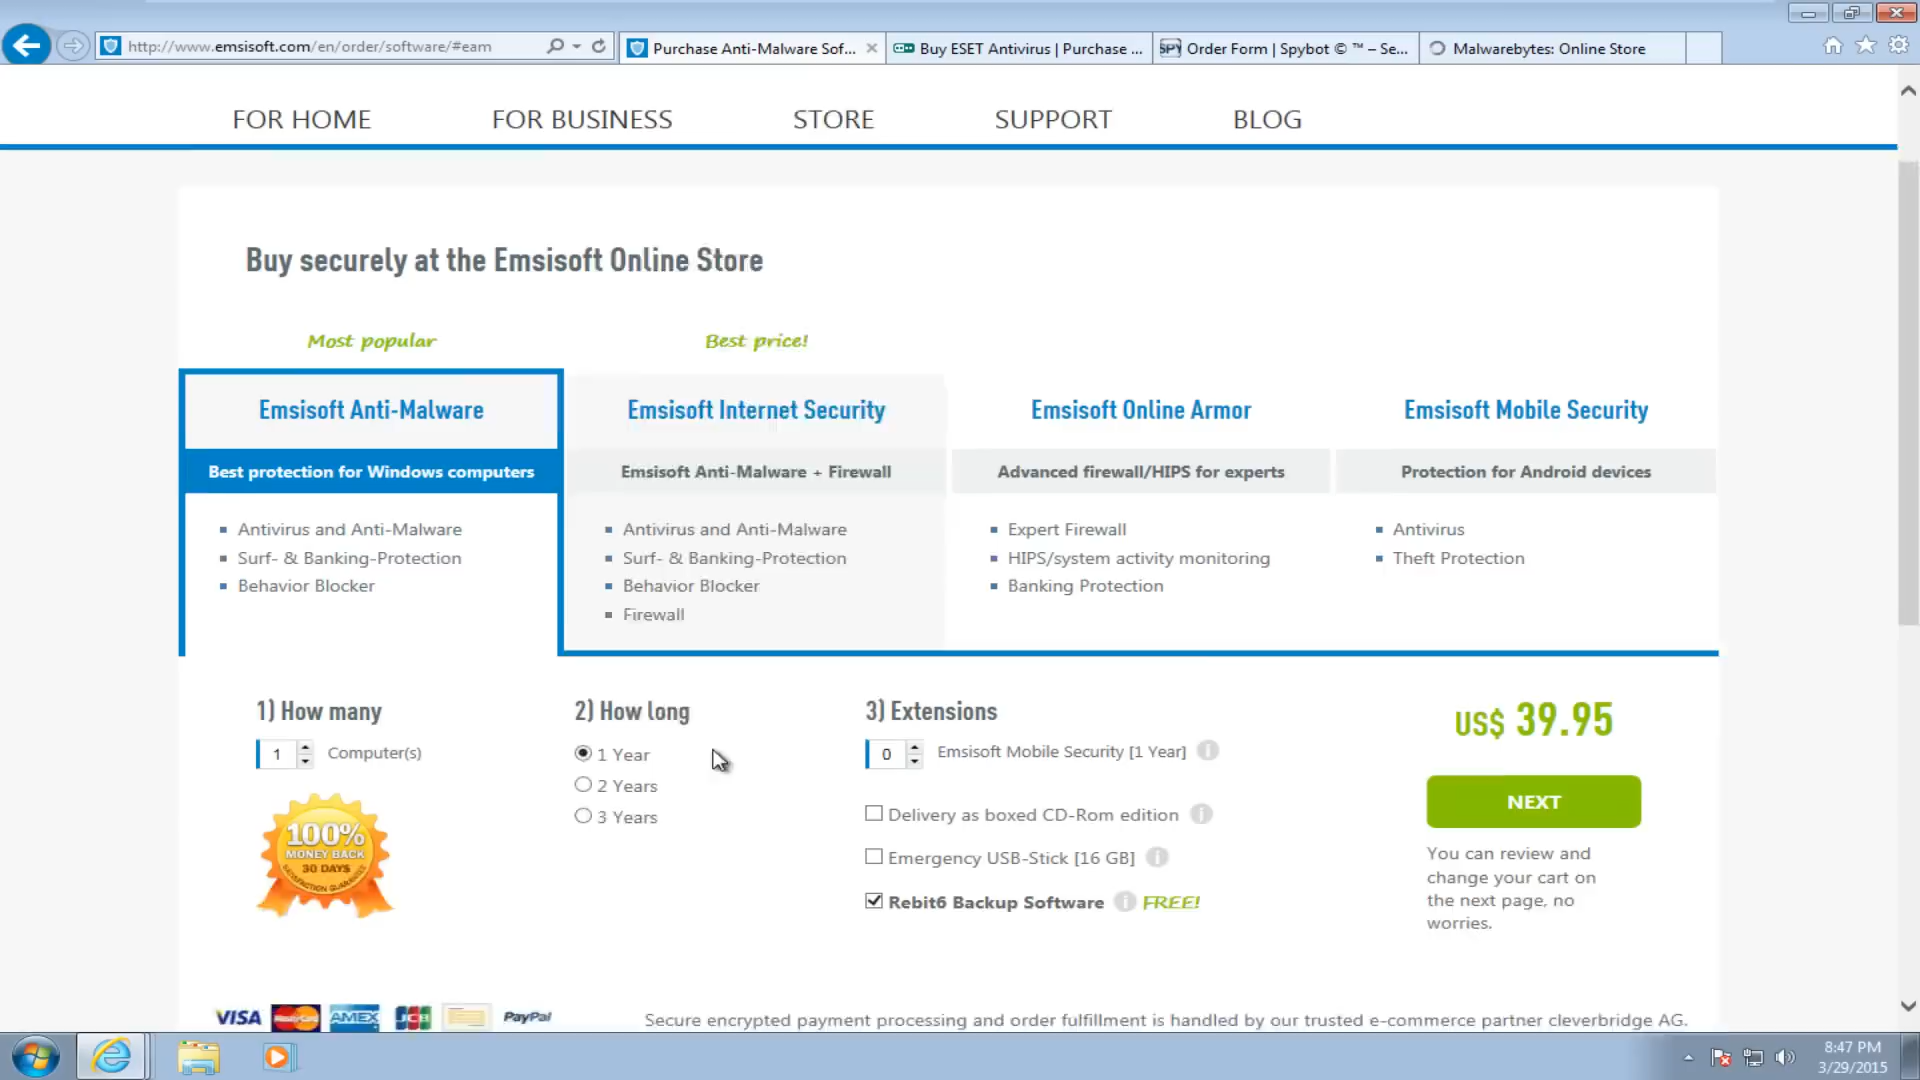 http://www.emsisoft.com/en/order/software/#eam
Purchase Anti-Malware Sof...
Buy ESET Antivirus | Purchase ...
SPY Order Form | Spybot © ™ – Se...
Malwarebytes: Online Store
FOR HOME
FOR BUSINESS
STORE
SUPPORT
BLOG
Buy securely at the Emsisoft Online Store
Most popular
Best price!
Emsisoft Anti-Malware
Emsisoft Internet Security
Emsisoft Online Armor
Emsisoft Mobile Security
Best protection for Windows computers
Emsisoft Anti-Malware + Firewall
Advanced firewall/HIPS for experts
Protection for Android devices
Antivirus and Anti-Malware
Surf- & Banking-Protection
Behavior Blocker
Antivirus and Anti-Malware
Surf- & Banking-Protection
Behavior Blocker
Firewall
Expert Firewall
HIPS/system activity monitoring
Banking Protection
Antivirus
Theft Protection
1) How many
1 Computer(s)
100%
MONEY BACK
30 DAYS
SATISFACTION GUARANTEE
2) How long
1 Year
2 Years
3 Years
3) Extensions
0 Emsisoft Mobile Security [1 Year]
Delivery as boxed CD-Rom edition
Emergency USB-Stick [16 GB]
Rebit6 Backup Software FREE!
US$ 39.95
NEXT
You can review and
change your cart on
the next page, no
worries.
VISA MasterCard AMEX JCB PayPal
Secure encrypted payment processing and order fulfillment is handled by our trusted e-commerce partner cleverbridge AG.
8:47 PM
3/29/2015